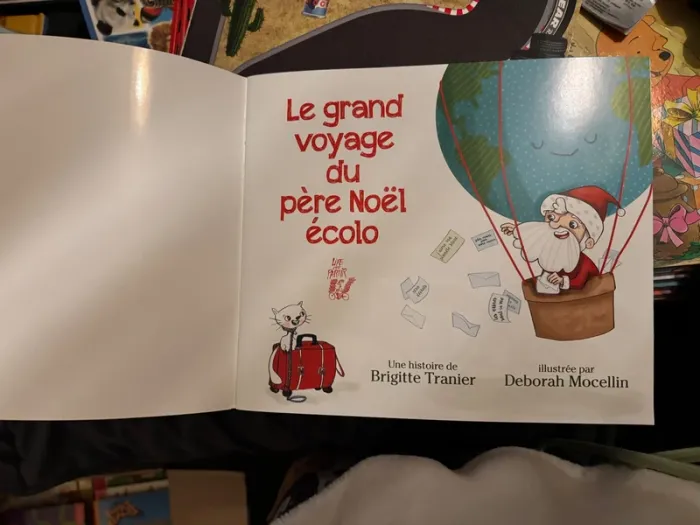 Le grand
voyage
du
père Noël
écolo
Une histoire de
Brigitte Tranier
illustrée par
Deborah Mocellin